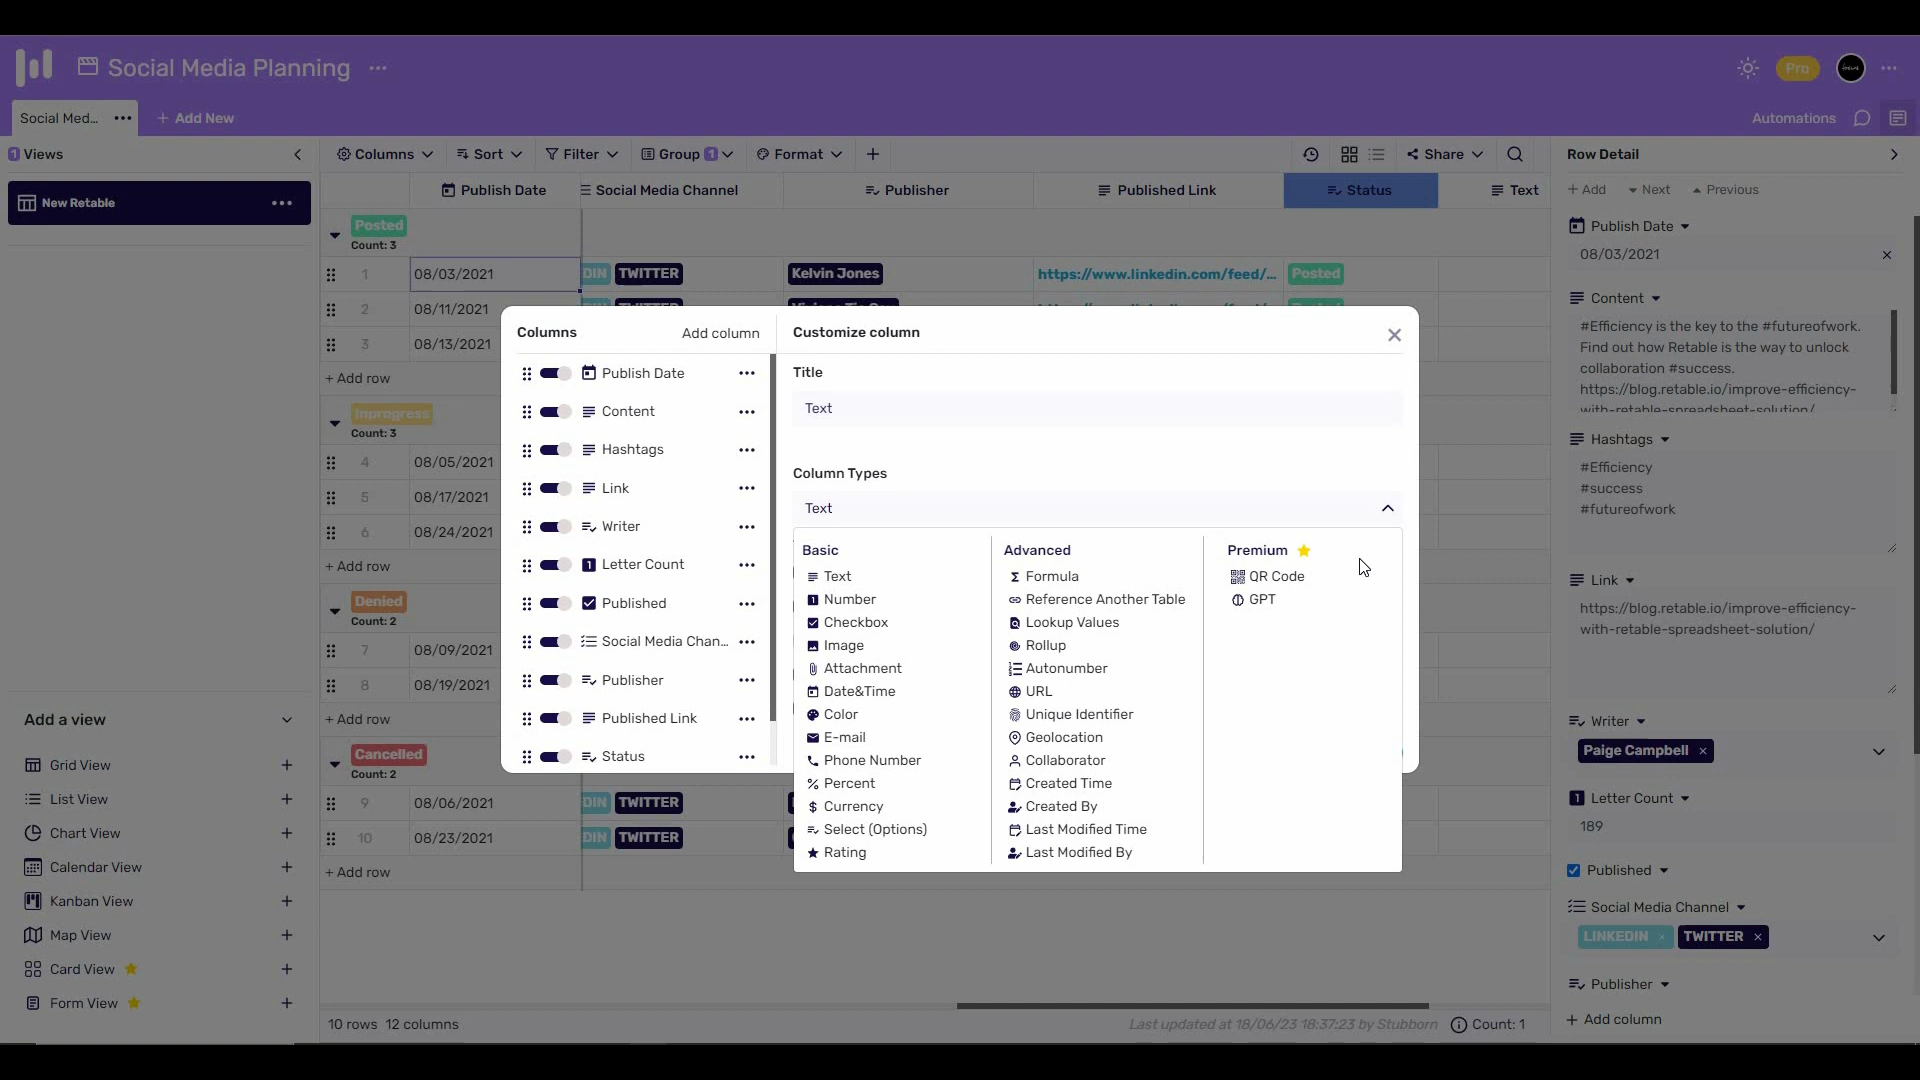 Social Media Planning
Pro
Social Med...
+ Add New
Automations
1 Views
New Retable
Columns
Sort
Filter
Group 1
Format
Share
Row Detail
Publish Date
Social Media Channel
Publisher
Published Link
Status
Text
+ Add
Next
Previous
Posted
Count: 3
1
08/03/2021
DIN TWITTER
Kelvin Jones
https://www.linkedin.com/feed/...
Posted
2
08/11/2021
3
08/13/2021
+ Add row
Inprogress
Count: 3
4
08/05/2021
5
08/17/2021
6
08/24/2021
+ Add row
Denied
Count: 2
7
08/09/2021
8
08/19/2021
+ Add row
Cancelled
Count: 2
9
08/06/2021
DIN TWITTER
10
08/23/2021
DIN TWITTER
+ Add row
Columns
Add column
Publish Date
Content
Hashtags
Link
Writer
Letter Count
Published
Social Media Chan...
Publisher
Published Link
Status
Customize column
Title
Text
Column Types
Text
Basic
Text
Number
Checkbox
Image
Attachment
Date&Time
Color
E-mail
Phone Number
Percent
Currency
Select (Options)
Rating
Advanced
Formula
Reference Another Table
Lookup Values
Rollup
Autonumber
URL
Unique Identifier
Geolocation
Collaborator
Created Time
Created By
Last Modified Time
Last Modified By
Premium
QR Code
GPT
Publish Date
08/03/2021
Content
#Efficiency is the key to the #futureofwork.
Find out how Retable is the way to unlock
collaboration #success.
https://blog.retable.io/improve-efficiency-
with-retable-spreadsheet-solution/
Hashtags
#Efficiency
#success
#futureofwork
Link
https://blog.retable.io/improve-efficiency-
with-retable-spreadsheet-solution/
Writer
Paige Campbell
Letter Count
189
Published
Social Media Channel
LINKEDIN
TWITTER
Publisher
+ Add column
Add a view
Grid View
List View
Chart View
Calendar View
Kanban View
Map View
Card View
Form View
10 rows 12 columns
Last updated at 18/06/23 18:37:23 by Stubborn
Count: 1